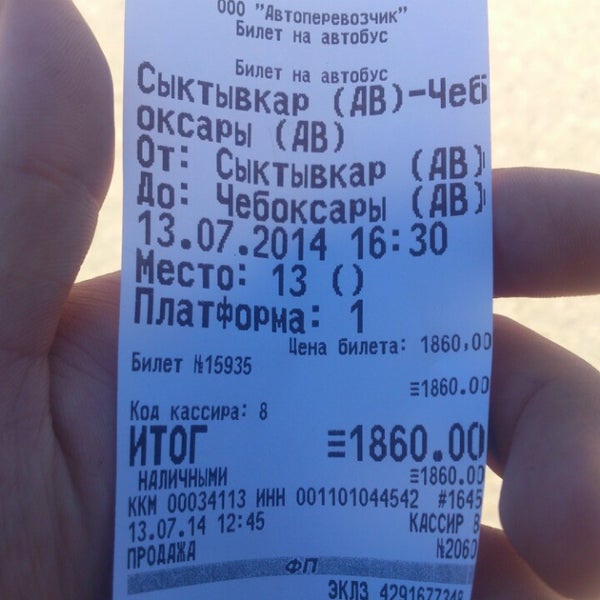 ООО "Автоперевозчик"
Билет на автобус
Билет на автобус
Сыктывкар (АВ)-Чеб
оксары (АВ)
От: Сыктывкар (АВ)
До: Чебоксары (АВ)
13.07.2014 16:30
Место: 13 ()
Платформа: 1
Цена билета: 1860,00
Билет №15935
≡1860.00
Код кассира: 8
ИТОГ ≡1860.00
НАЛИЧНЫМИ ≡1860.00
ККМ 00034113 ИНН 001101044542 #1645
13.07.14 12:45 КАССИР 8
ПРОДАЖА №2060
ФП
ЭКЛЗ 4291677348